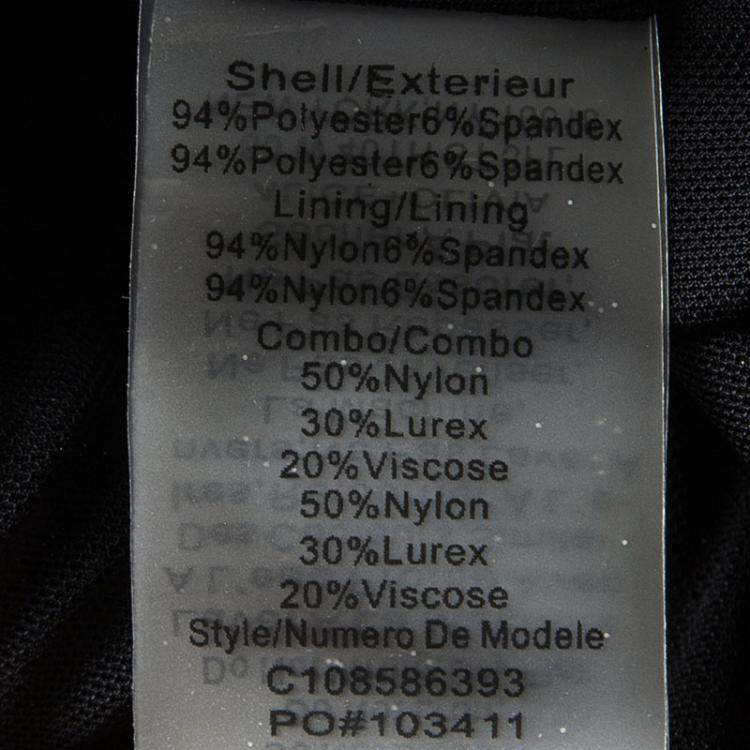 Shell/Exterieur
94%Polyester6%Spandex
94%Polyester6%Spandex
Lining/Lining
94%Nylon6%Spandex
94%Nylon6%Spandex
Combo/Combo
50%Nylon
30%Lurex
20%Viscose
50%Nylon
30%Lurex
20%Viscose
Style/Numero De Modele
C108586393
PO#103411